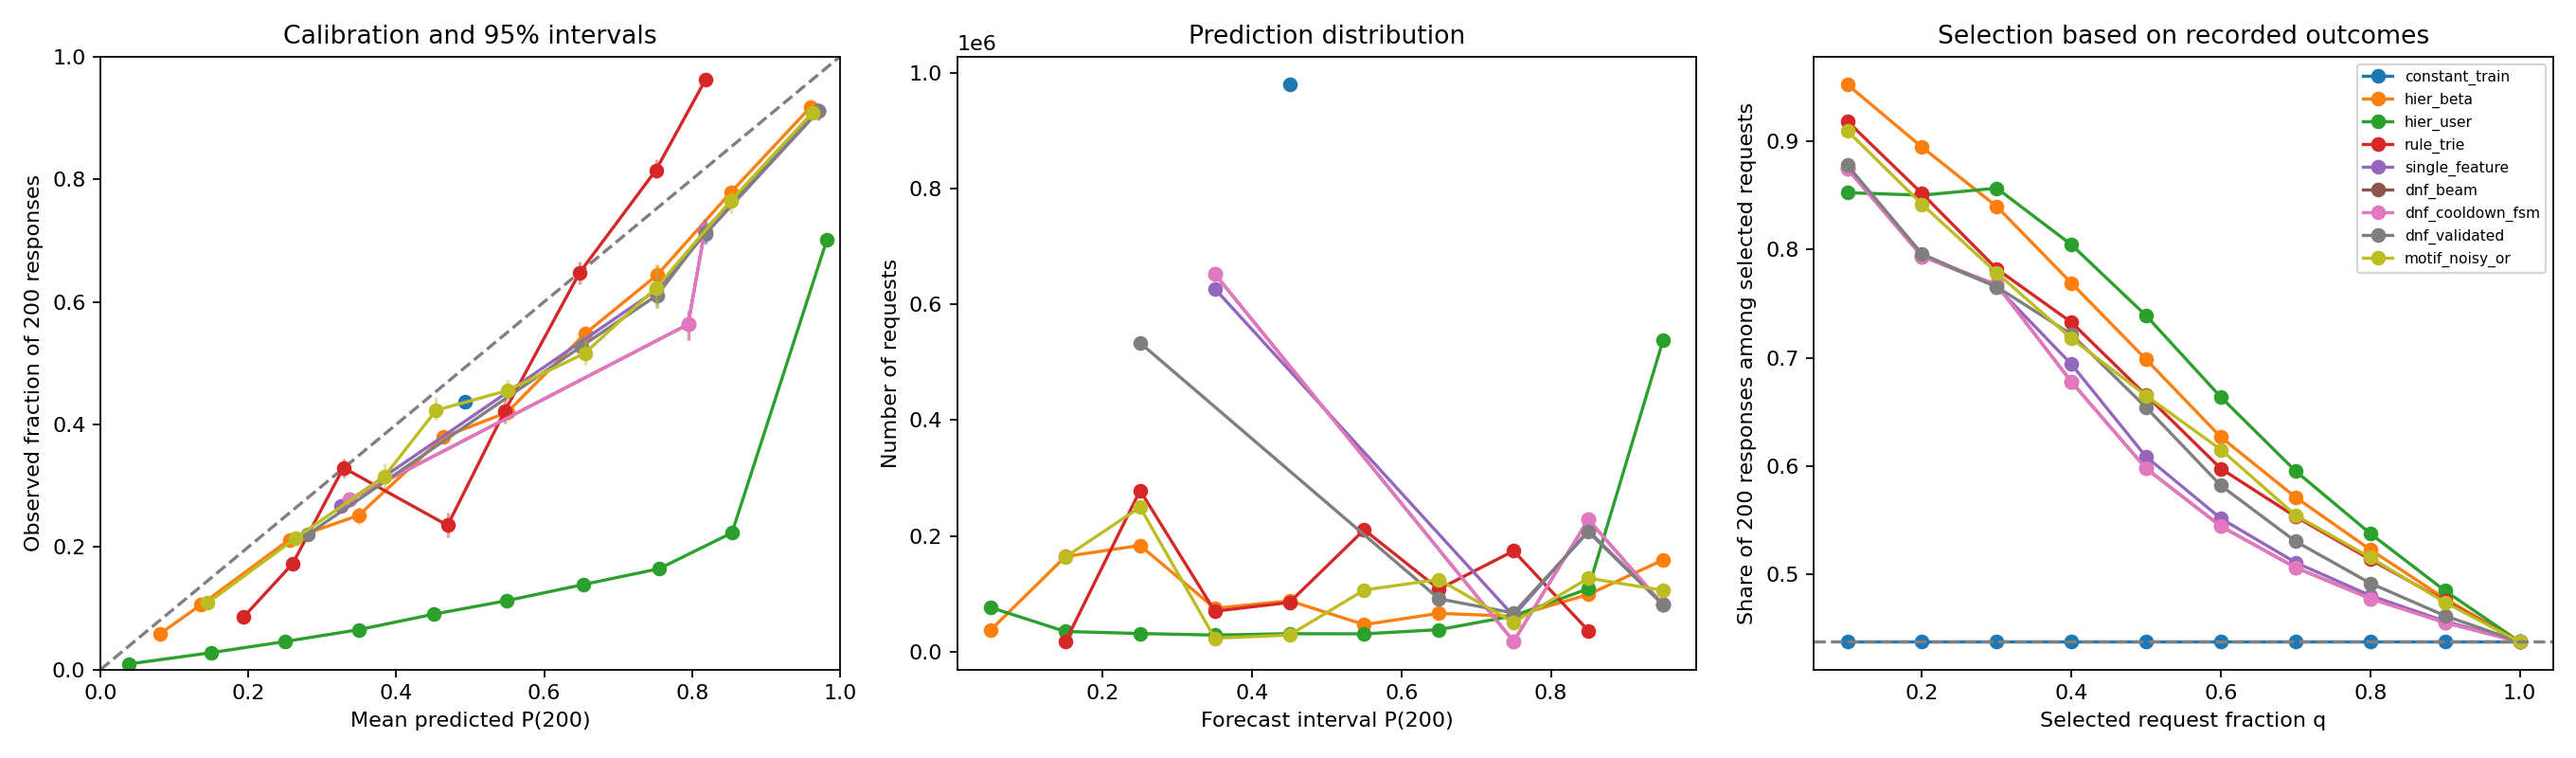 Calibration and 95% intervals
Observed fraction of 200 responses
1.0
0.8
0.6
0.4
0.2
0.0
0.0 0.2 0.4 0.6 0.8 1.0
Mean predicted P(200)
Prediction distribution
1e6
Number of requests
1.0
0.8
0.6
0.4
0.2
0.0
0.2 0.4 0.6 0.8
Forecast interval P(200)
Selection based on recorded outcomes
Share of 200 responses among selected requests
0.9
0.8
0.7
0.6
0.5
constant_train
hier_beta
hier_user
rule_trie
single_feature
dnf_beam
dnf_cooldown_fsm
dnf_validated
motif_noisy_or
0.2 0.4 0.6 0.8 1.0
Selected request fraction q